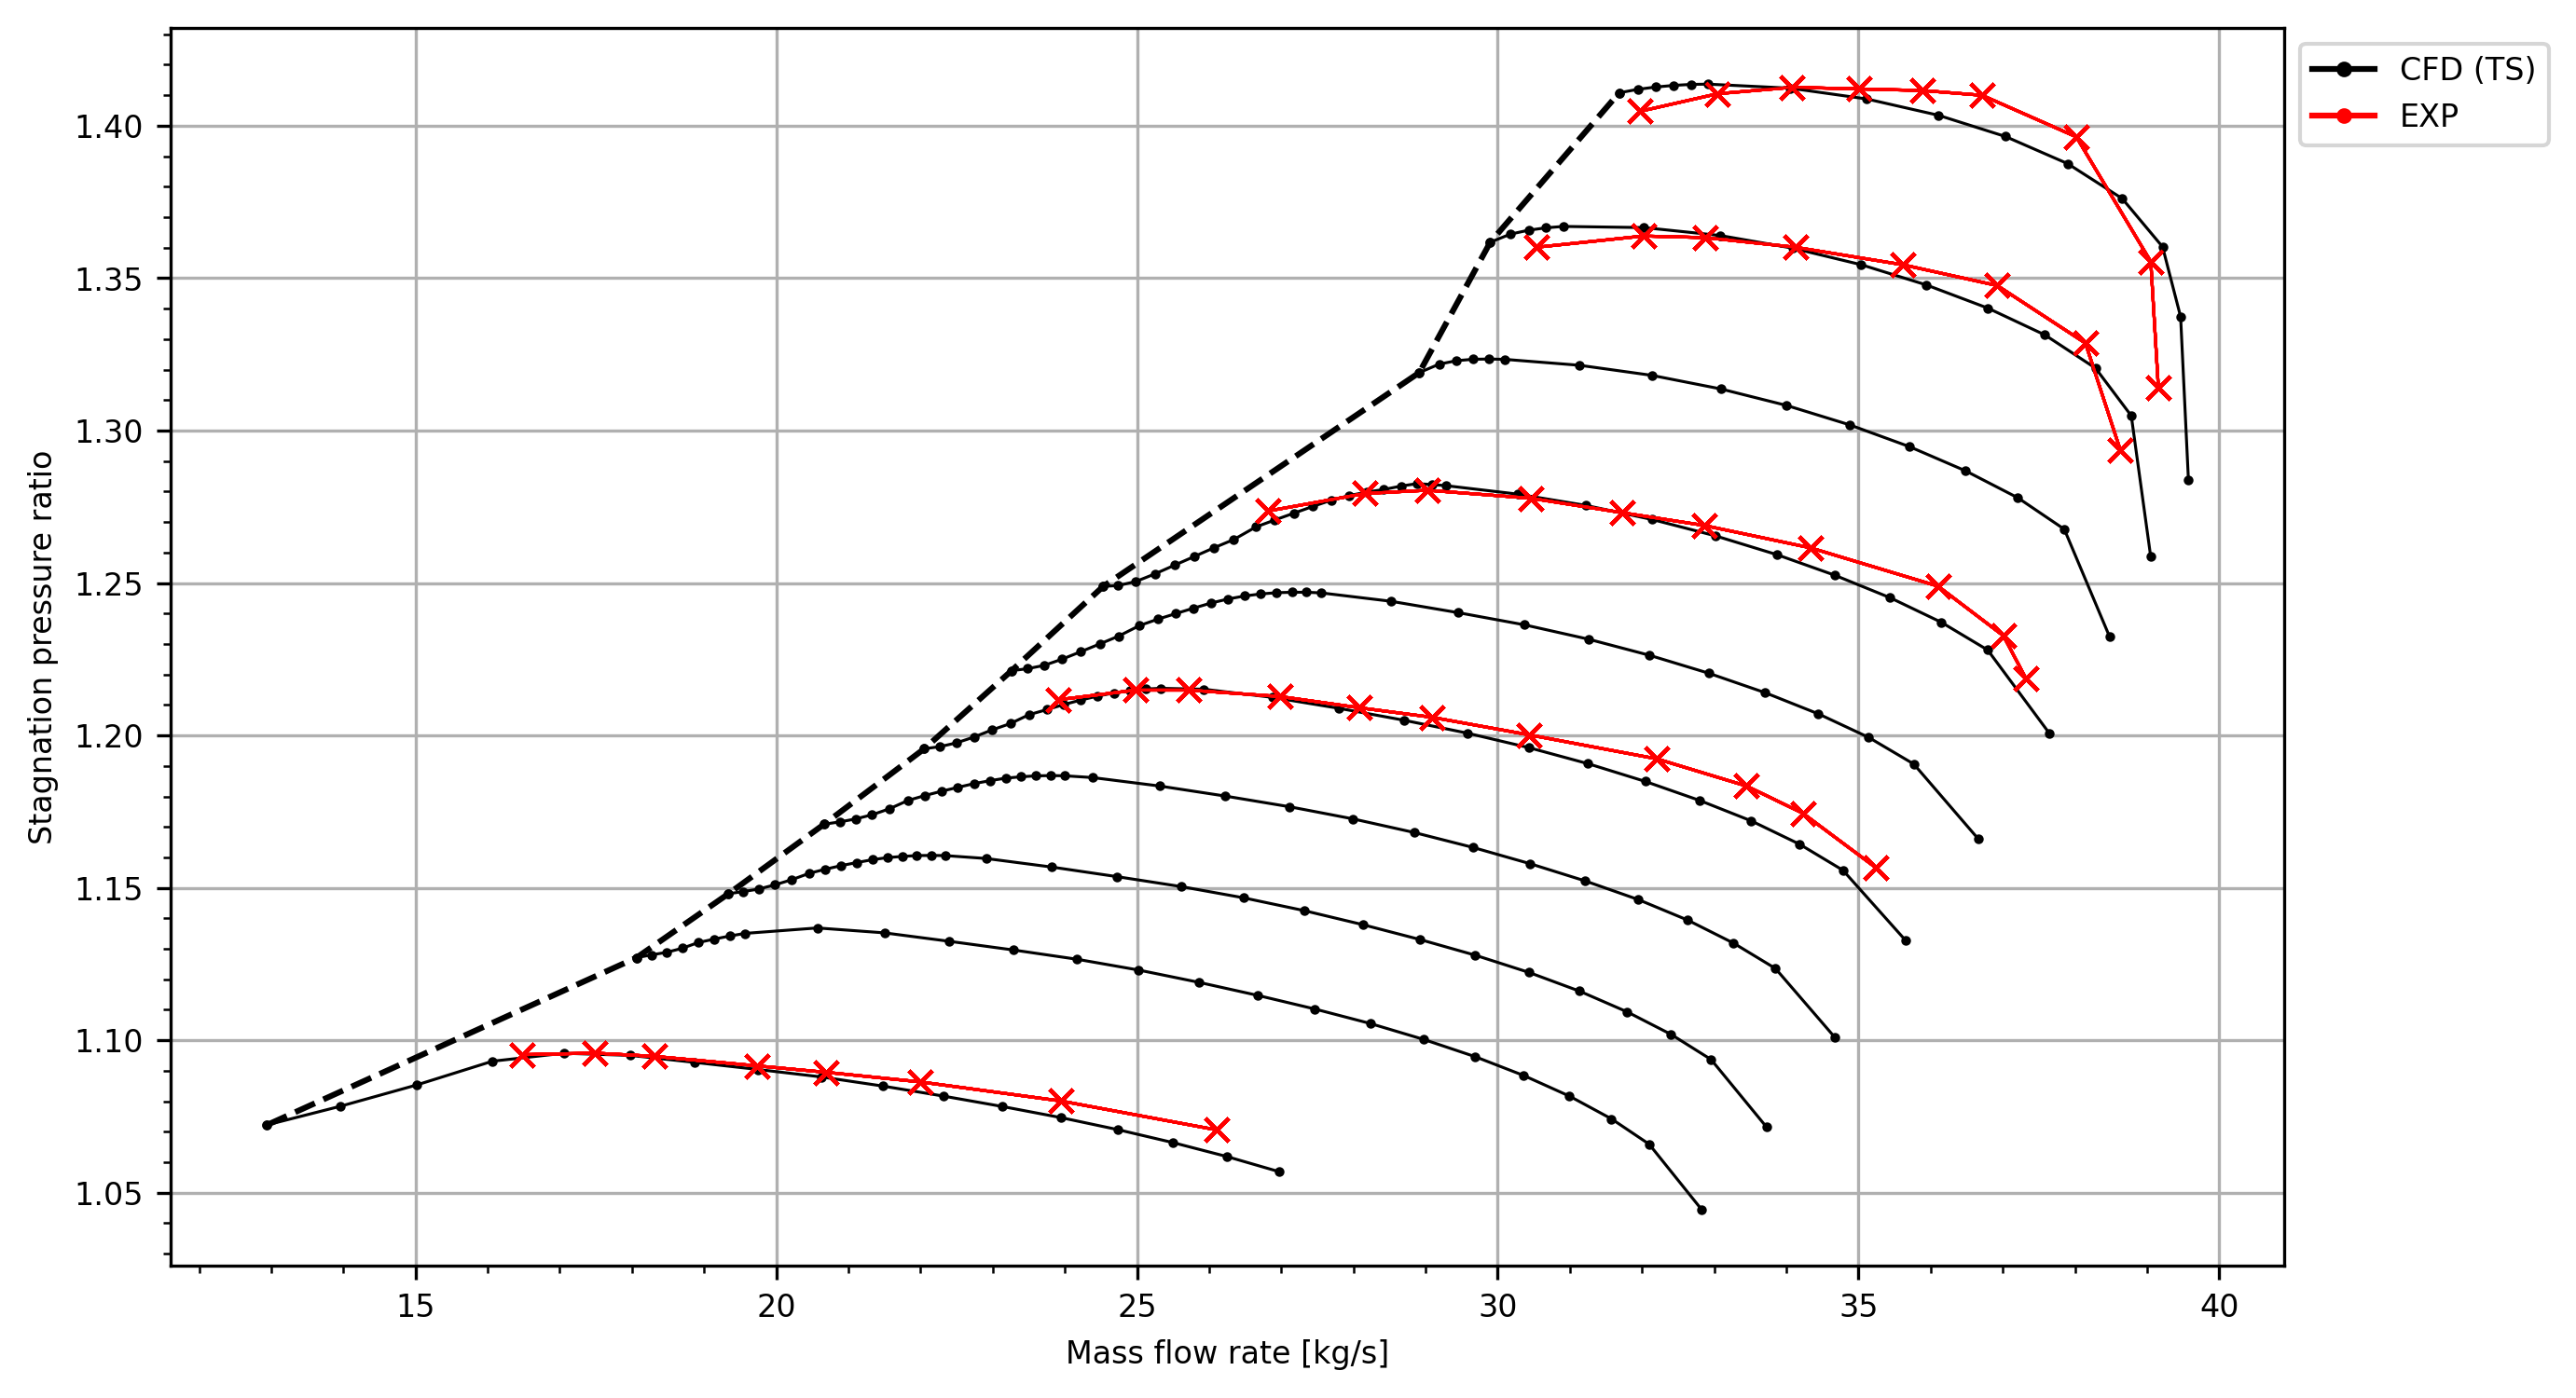 CFD (TS)
EXP
1.40
1.35
1.30
1.25
1.20
1.15
1.10
1.05
Stagnation pressure ratio
15 20 25 30 35 40
Mass flow rate [kg/s]